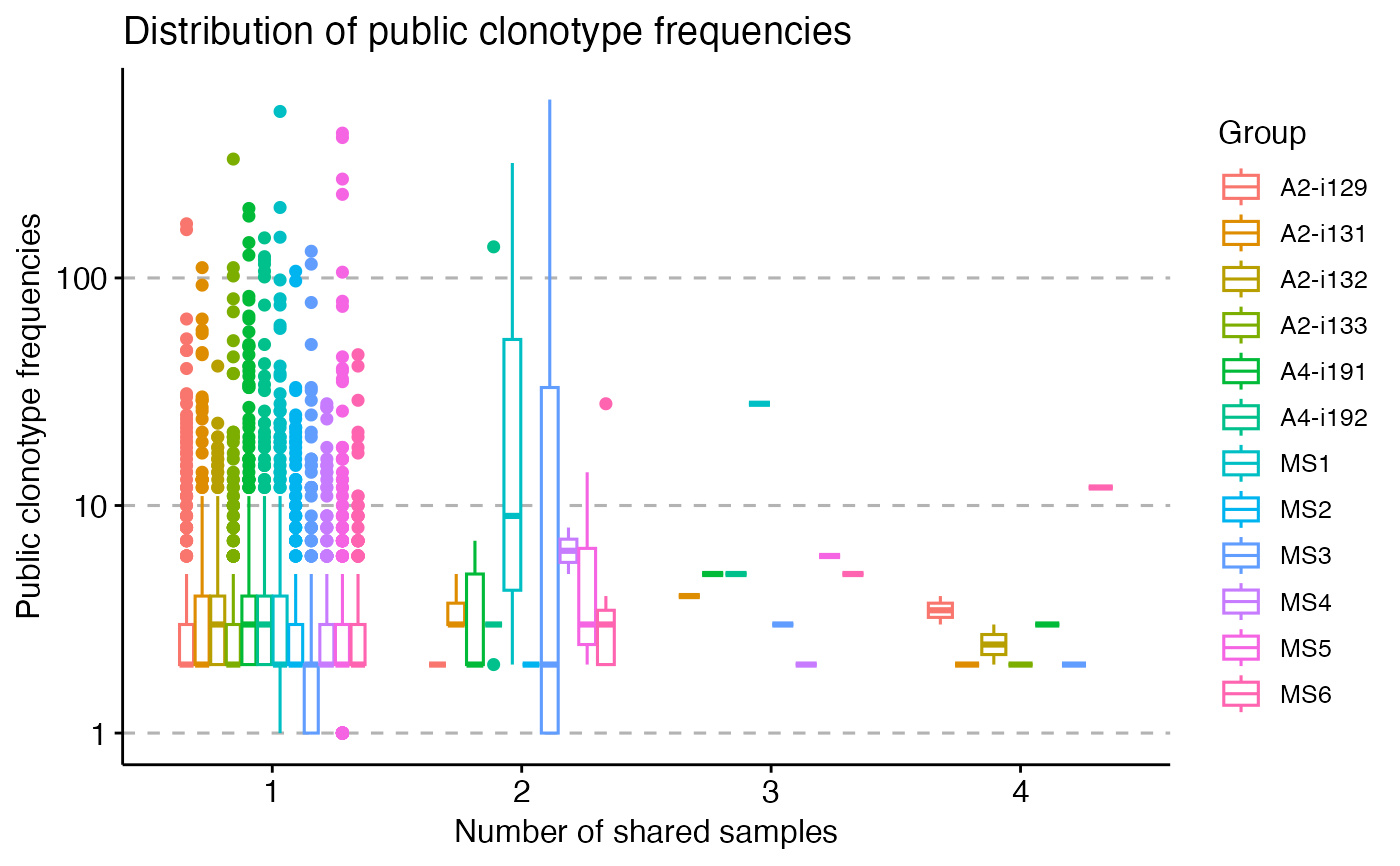 Distribution of public clonotype frequencies
Public clonotype frequencies
100
10
1
1 2 3 4
Number of shared samples
Group
A2-i129
A2-i131
A2-i132
A2-i133
A4-i191
A4-i192
MS1
MS2
MS3
MS4
MS5
MS6